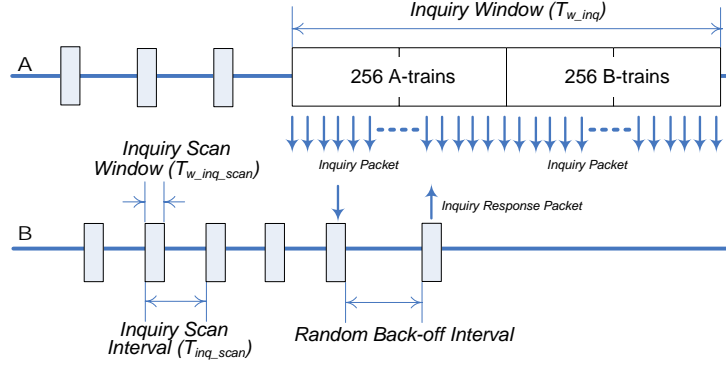 Inquiry Window (T_w_inq)
A
256 A-trains
256 B-trains
Inquiry Scan
Window (T_w_inq_scan)
Inquiry Packet
Inquiry Packet
Inquiry Response Packet
B
Inquiry Scan
Interval (T_inq_scan)
Random Back-off Interval